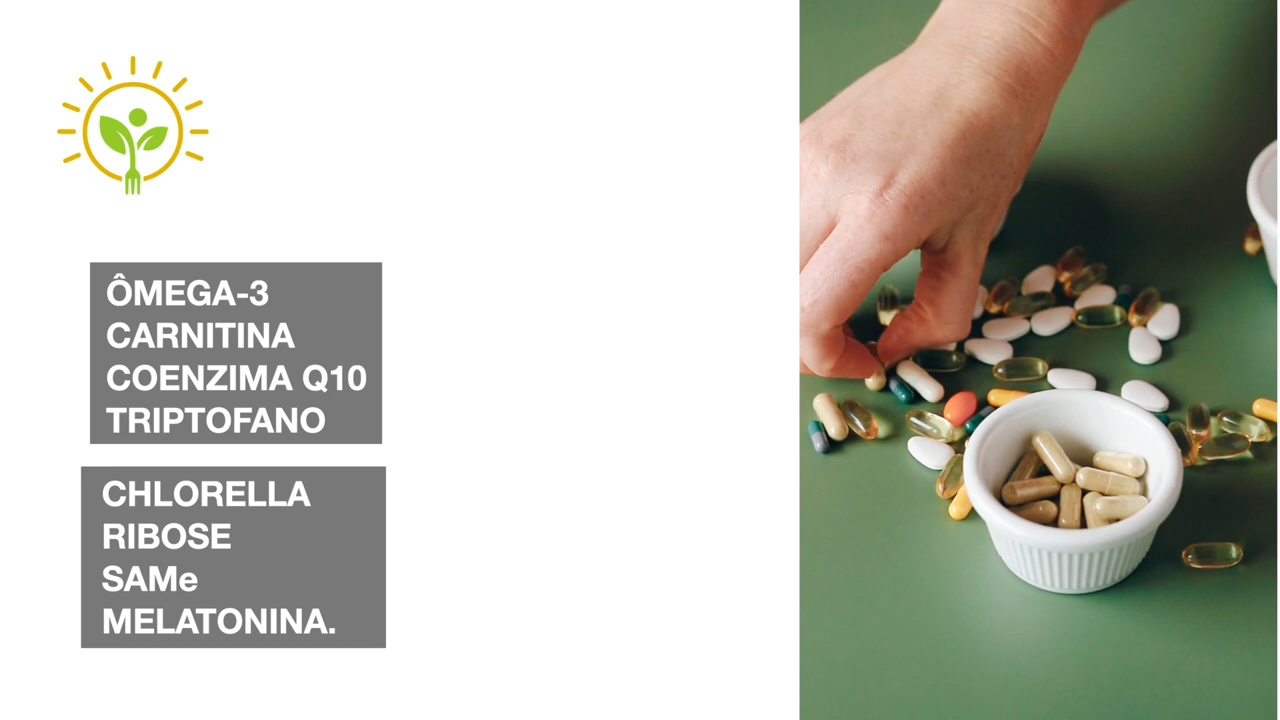 ÔMEGA-3
CARNITINA
COENZIMA Q10
TRIPTOFANO
CHLORELLA
RIBOSE
SAMe
MELATONINA.